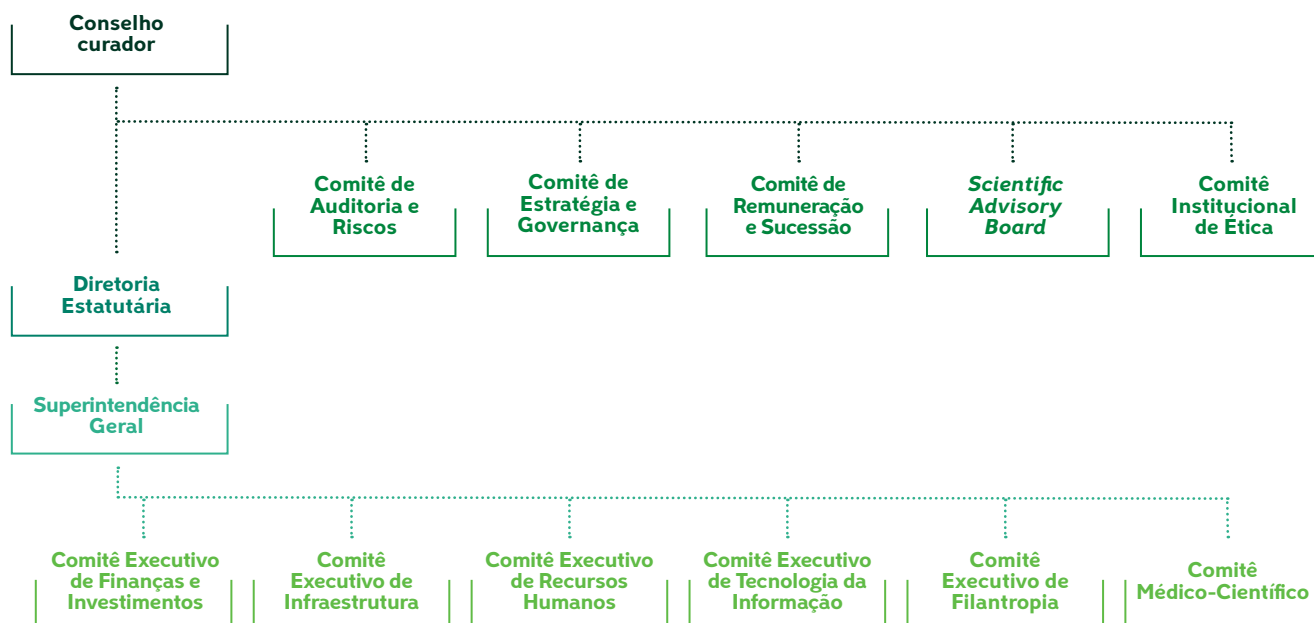 Conselho
curador
Comitê de
Auditoria e
Riscos
Comitê de
Estratégia e
Governança
Comitê de
Remuneração
e Sucessão
Scientific
Advisory
Board
Comitê
Institucional
de Ética
Diretoria
Estatutária
Superintendência
Geral
Comitê Executivo
de Finanças e
Investimentos
Comitê
Executivo de
Infraestrutura
Comitê Executivo
de Recursos
Humanos
Comitê Executivo
de Tecnologia da
Informação
Comitê
Executivo de
Filantropia
Comitê
Médico-Científico